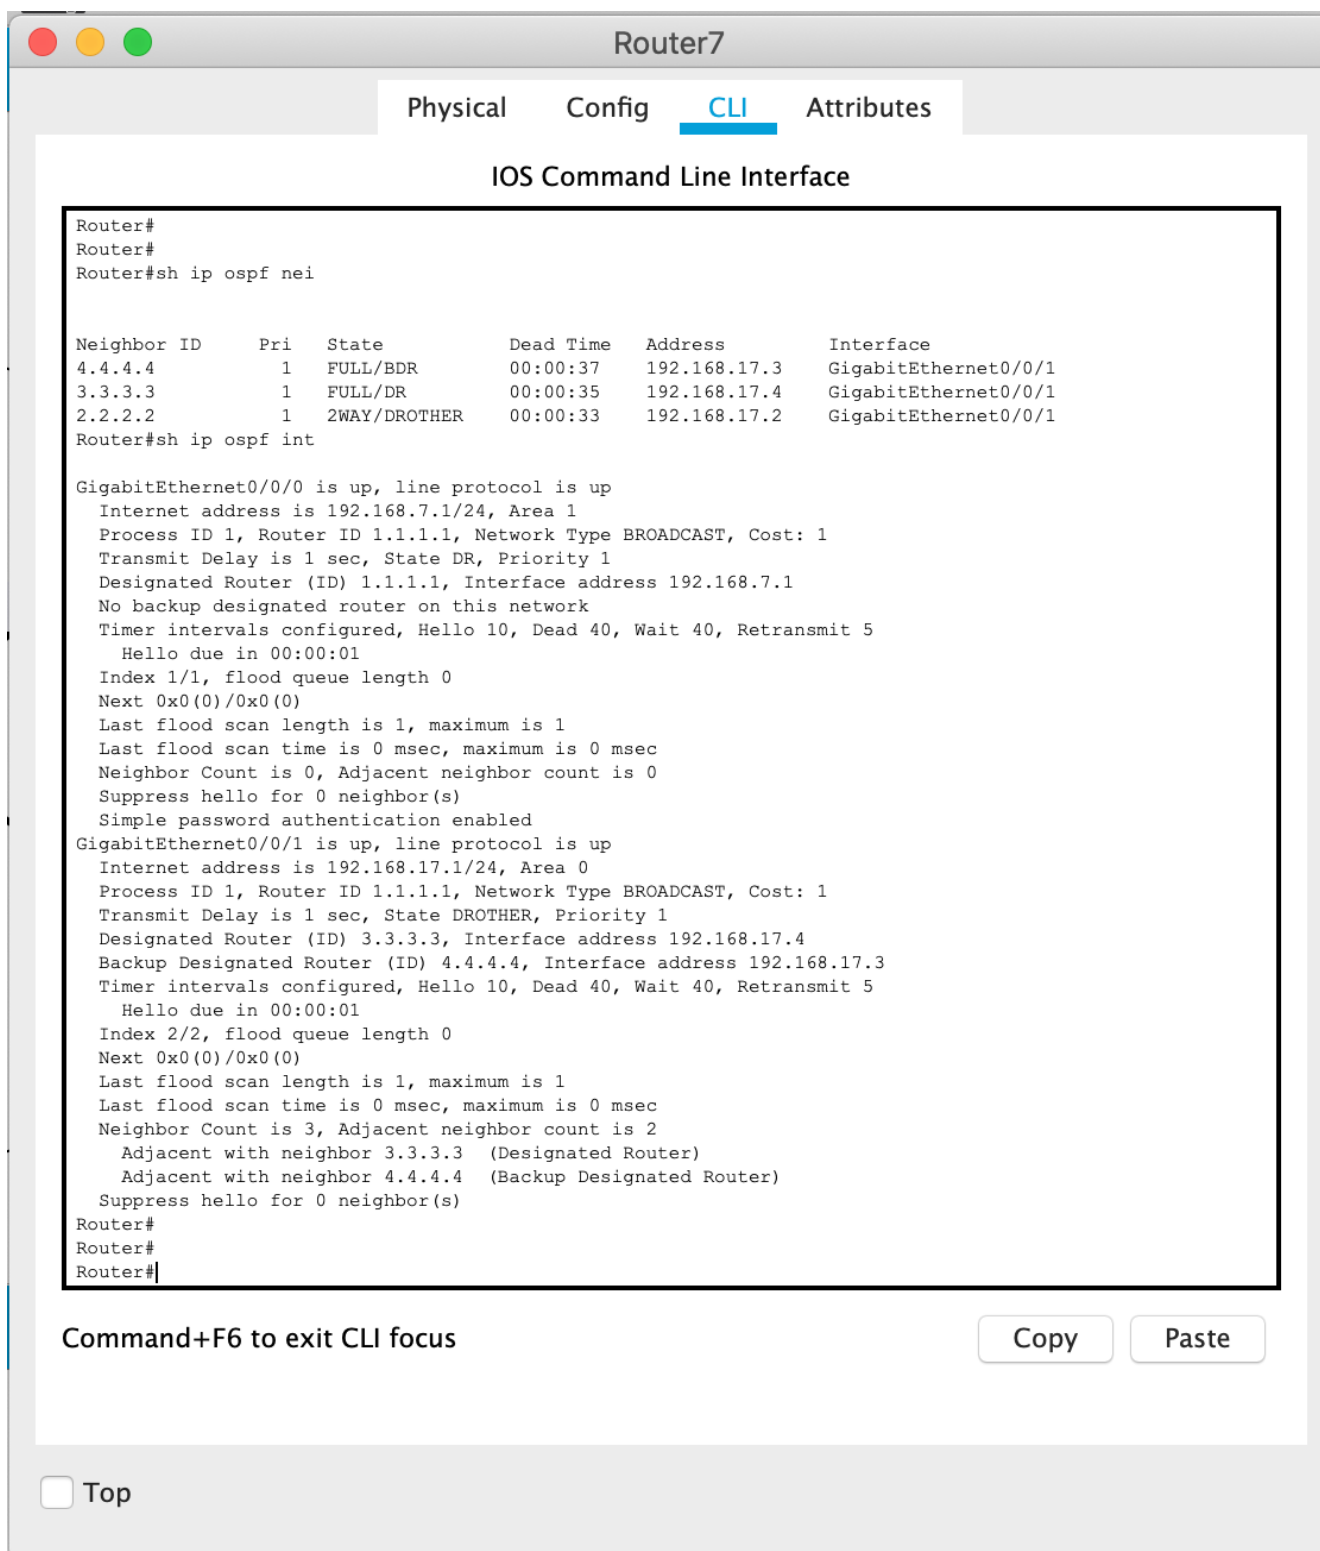 Router7
Physical Config CLI Attributes
IOS Command Line Interface
Router#
Router#
Router#sh ip ospf nei
Neighbor ID Pri State Dead Time Address Interface
4.4.4.4 1 FULL/BDR 00:00:37 192.168.17.3 GigabitEthernet0/0/1
3.3.3.3 1 FULL/DR 00:00:35 192.168.17.4 GigabitEthernet0/0/1
2.2.2.2 1 2WAY/DROTHER 00:00:33 192.168.17.2 GigabitEthernet0/0/1
Router#sh ip ospf int
GigabitEthernet0/0/0 is up, line protocol is up
Internet address is 192.168.7.1/24, Area 1
Process ID 1, Router ID 1.1.1.1, Network Type BROADCAST, Cost: 1
Transmit Delay is 1 sec, State DR, Priority 1
Designated Router (ID) 1.1.1.1, Interface address 192.168.7.1
No backup designated router on this network
Timer intervals configured, Hello 10, Dead 40, Wait 40, Retransmit 5
Hello due in 00:00:01
Index 1/1, flood queue length 0
Next 0x0(0)/0x0(0)
Last flood scan length is 1, maximum is 1
Last flood scan time is 0 msec, maximum is 0 msec
Neighbor Count is 0, Adjacent neighbor count is 0
Suppress hello for 0 neighbor(s)
Simple password authentication enabled
GigabitEthernet0/0/1 is up, line protocol is up
Internet address is 192.168.17.1/24, Area 0
Process ID 1, Router ID 1.1.1.1, Network Type BROADCAST, Cost: 1
Transmit Delay is 1 sec, State DROTHER, Priority 1
Designated Router (ID) 3.3.3.3, Interface address 192.168.17.4
Backup Designated Router (ID) 4.4.4.4, Interface address 192.168.17.3
Timer intervals configured, Hello 10, Dead 40, Wait 40, Retransmit 5
Hello due in 00:00:01
Index 2/2, flood queue length 0
Next 0x0(0)/0x0(0)
Last flood scan length is 1, maximum is 1
Last flood scan time is 0 msec, maximum is 0 msec
Neighbor Count is 3, Adjacent neighbor count is 2
Adjacent with neighbor 3.3.3.3 (Designated Router)
Adjacent with neighbor 4.4.4.4 (Backup Designated Router)
Suppress hello for 0 neighbor(s)
Router#
Router#
Router#
Command+F6 to exit CLI focus
Copy Paste
Top